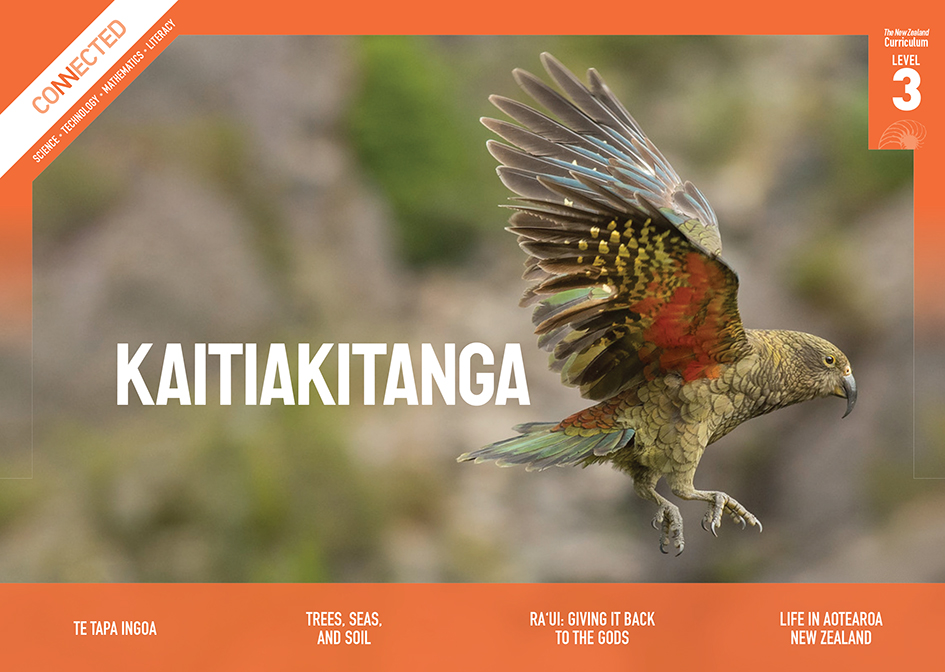 CONNECTED
SCIENCE • TECHNOLOGY • MATHEMATICS • LITERACY
The New Zealand
Curriculum
LEVEL
3
KAITIAKITANGA
TE TAPA INGOA
TREES, SEAS,
AND SOIL
RA‘UI: GIVING IT BACK
TO THE GODS
LIFE IN AOTEAROA
NEW ZEALAND